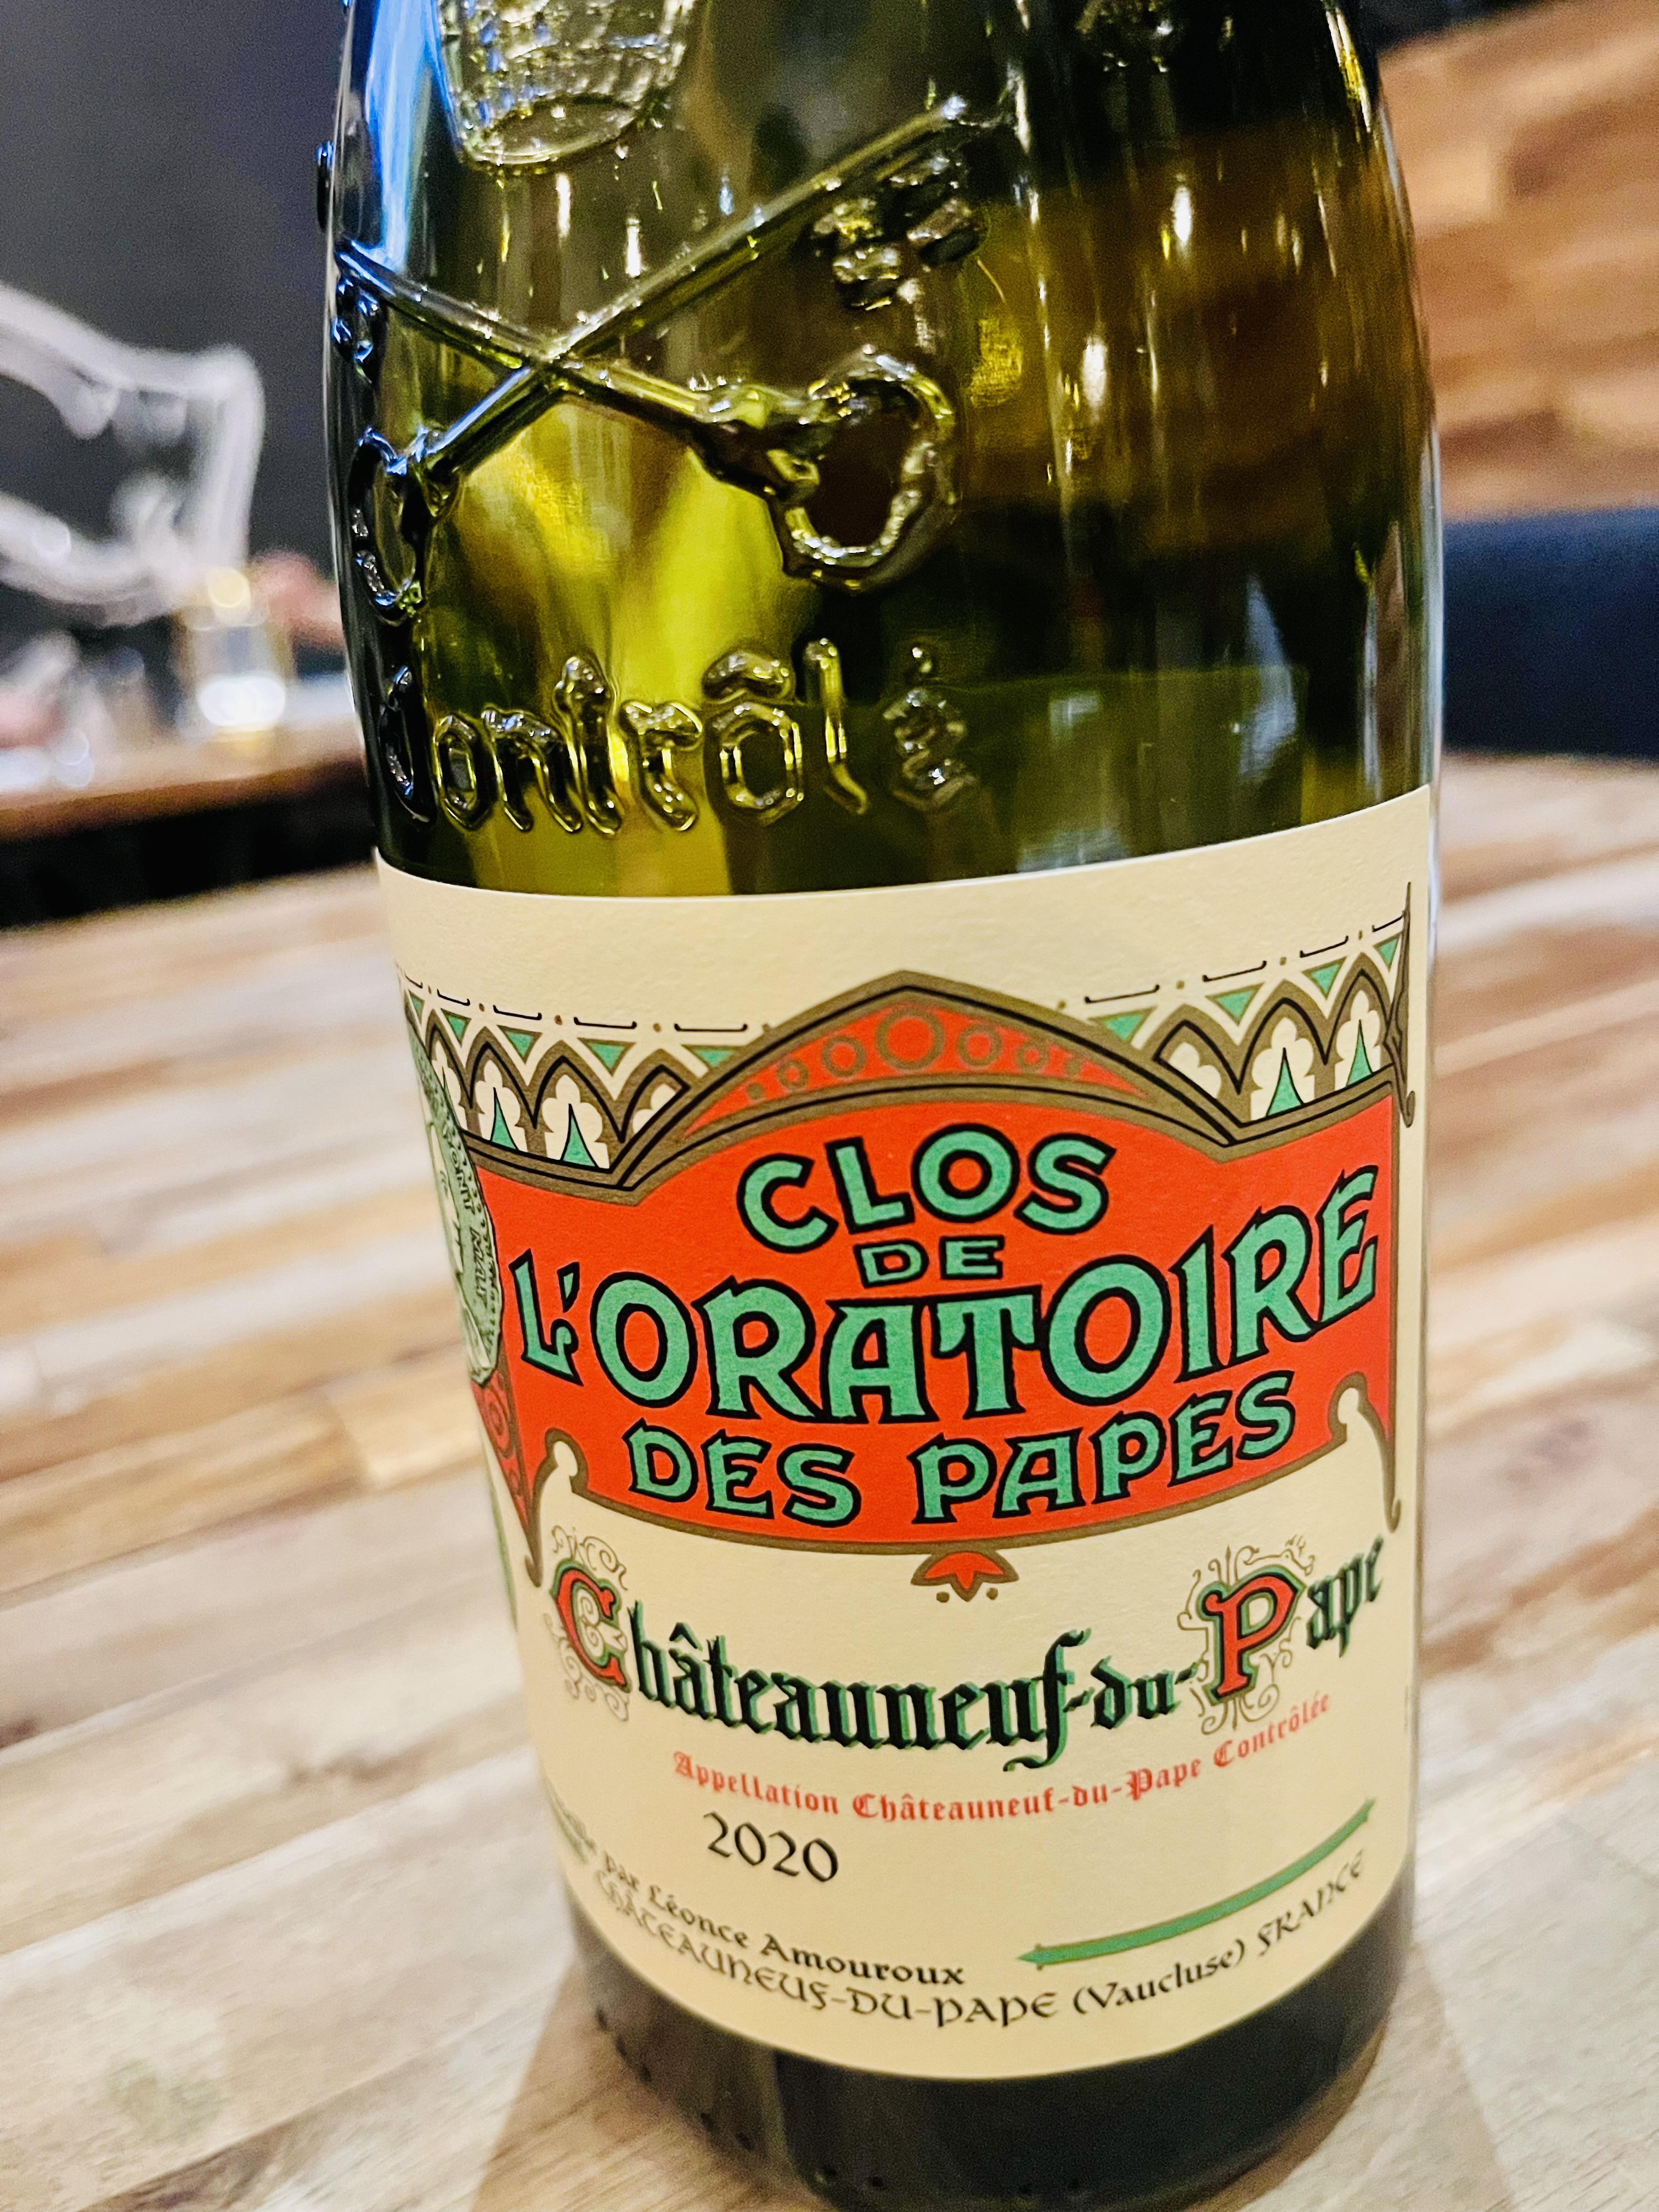 Contrôlé
CLOS
DE
L'ORATOIRE
DES PAPES
Châteauneuf-du-Pape
Appellation Châteauneuf-du-Pape Contrôlée
2020
par Léonce Amouroux
CHÂTEAUNEUF-DU-PAPE (Vaucluse) FRANCE